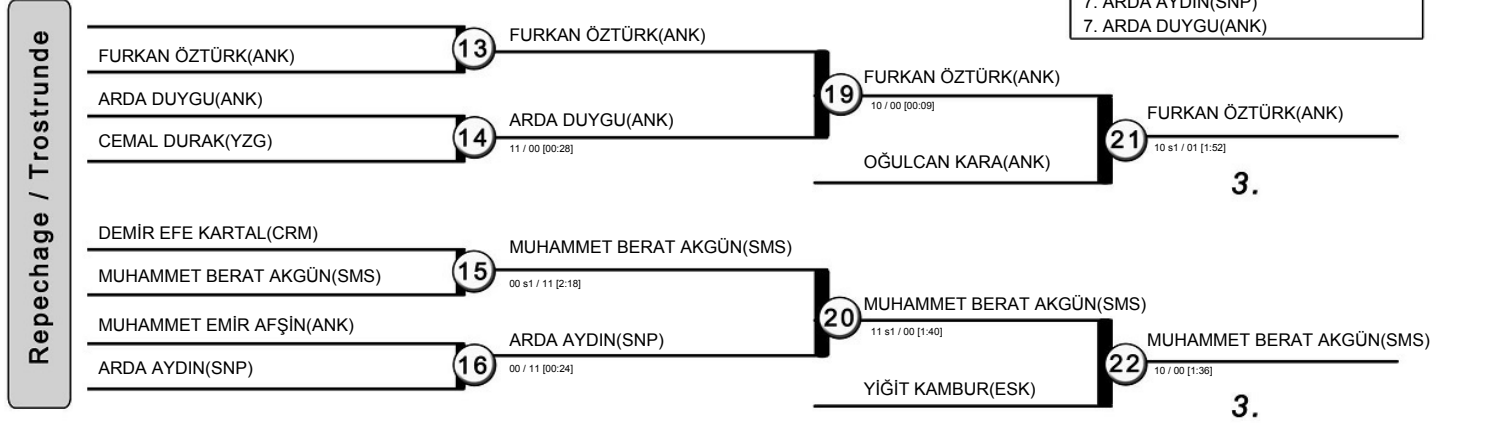 7. ARDA AYDIN(SNP)
7. ARDA DUYGU(ANK)
Repechage / Trostrunde
FURKAN ÖZTÜRK(ANK)
13
FURKAN ÖZTÜRK(ANK)
ARDA DUYGU(ANK)
CEMAL DURAK(YZG)
14
ARDA DUYGU(ANK)
11 / 00 [00:28]
19
FURKAN ÖZTÜRK(ANK)
10 / 00 [00:09]
OĞULCAN KARA(ANK)
21
FURKAN ÖZTÜRK(ANK)
10 s1 / 01 [1:52]
3.
DEMİR EFE KARTAL(CRM)
MUHAMMET BERAT AKGÜN(SMS)
15
MUHAMMET BERAT AKGÜN(SMS)
00 s1 / 11 [2:18]
MUHAMMET EMİR AFŞİN(ANK)
ARDA AYDIN(SNP)
16
ARDA AYDIN(SNP)
00 / 11 [00:24]
20
MUHAMMET BERAT AKGÜN(SMS)
11 s1 / 00 [1:40]
YİĞİT KAMBUR(ESK)
22
MUHAMMET BERAT AKGÜN(SMS)
10 / 00 [1:36]
3.